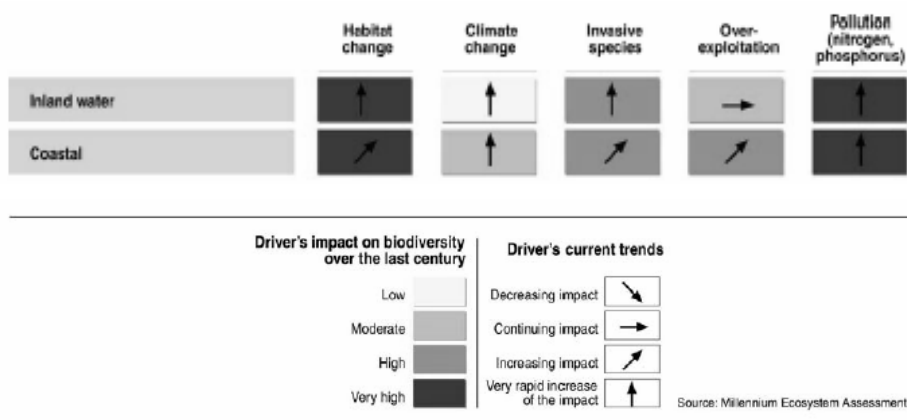 Habitat
change
Climate
change
Invasive
species
Over-
exploitation
Pollution
(nitrogen,
phosphorus)
Inland water
Coastal
Driver's impact on biodiversity
over the last century
Low
Moderate
High
Very high
Driver's current trends
Decreasing impact
Continuing impact
Increasing impact
Very rapid increase
of the impact
Source: Millennium Ecosystem Assessment